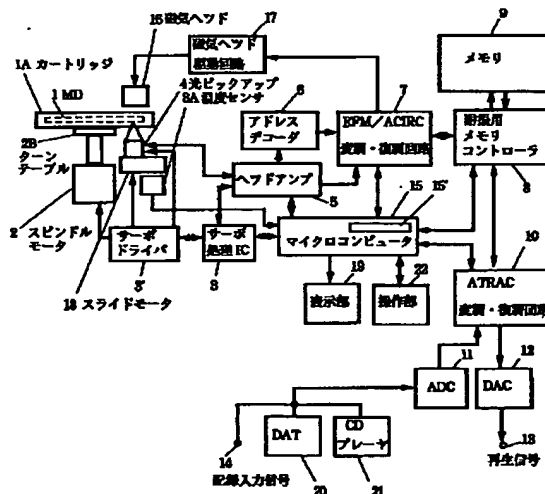 16 磁気ヘッド
17
磁気ヘッド
駆動回路
9
メモリ
1A カートリッジ
4 光ピックアップ
8A 温度センサ
1 MD
6
アドレス
デコーダ
7
EFM/ACIRC
変調・復調回路
耐振用
メモリ
コントローラ
8
2B
ターン
テーブル
ヘッドアンプ
5
15
15'
マイクロコンピュータ
2 スピンドル
モータ
サーボ
ドライバ
3'
サーボ
処理IC
3
18 スライドモータ
19
表示部
22
操作部
10
ATRAC
変調・復調回路
11
ADC
12
DAC
13
再生信号
14
記録入力信号
DAT
20
CD
プレーヤ
21